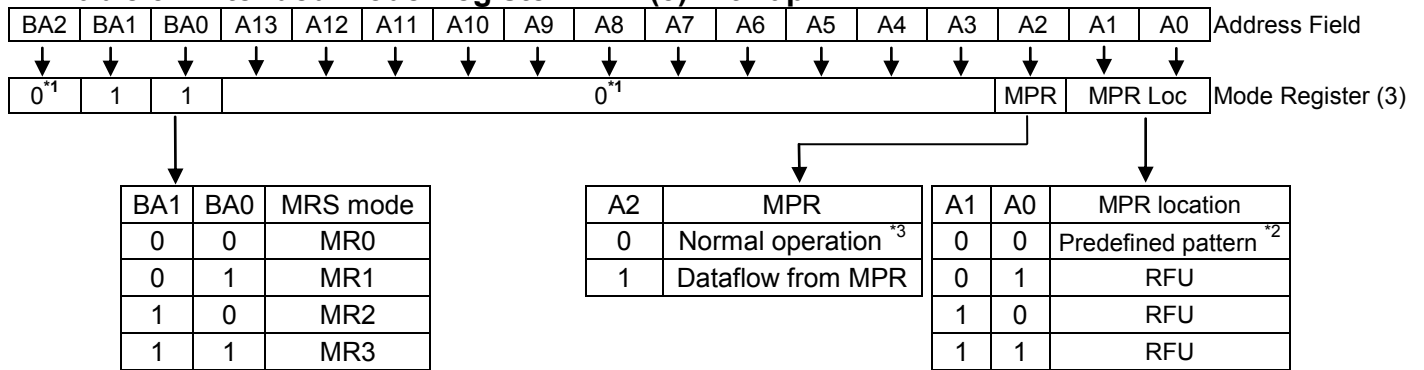 BA2 BA1 BA0 A13 A12 A11 A10 A9 A8 A7 A6 A5 A4 A3 A2 A1 A0 Address Field
0*1 1 1 0*1 MPR MPR Loc Mode Register (3)
BA1 BA0 MRS mode
0 0 MR0
0 1 MR1
1 0 MR2
1 1 MR3
A2 MPR
0 Normal operation *3
1 Dataflow from MPR
A1 A0 MPR location
0 0 Predefined pattern *2
0 1 RFU
1 0 RFU
1 1 RFU